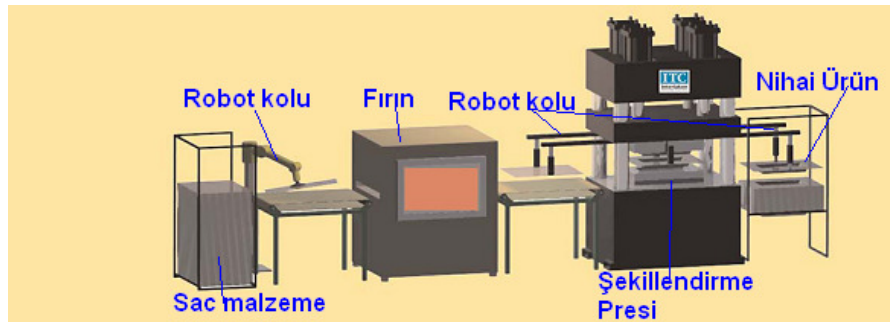 Robot kolu
Fırın
Robot kolu
ITC
Nihai Ürün
Sac malzeme
Şekillendirme
Presi